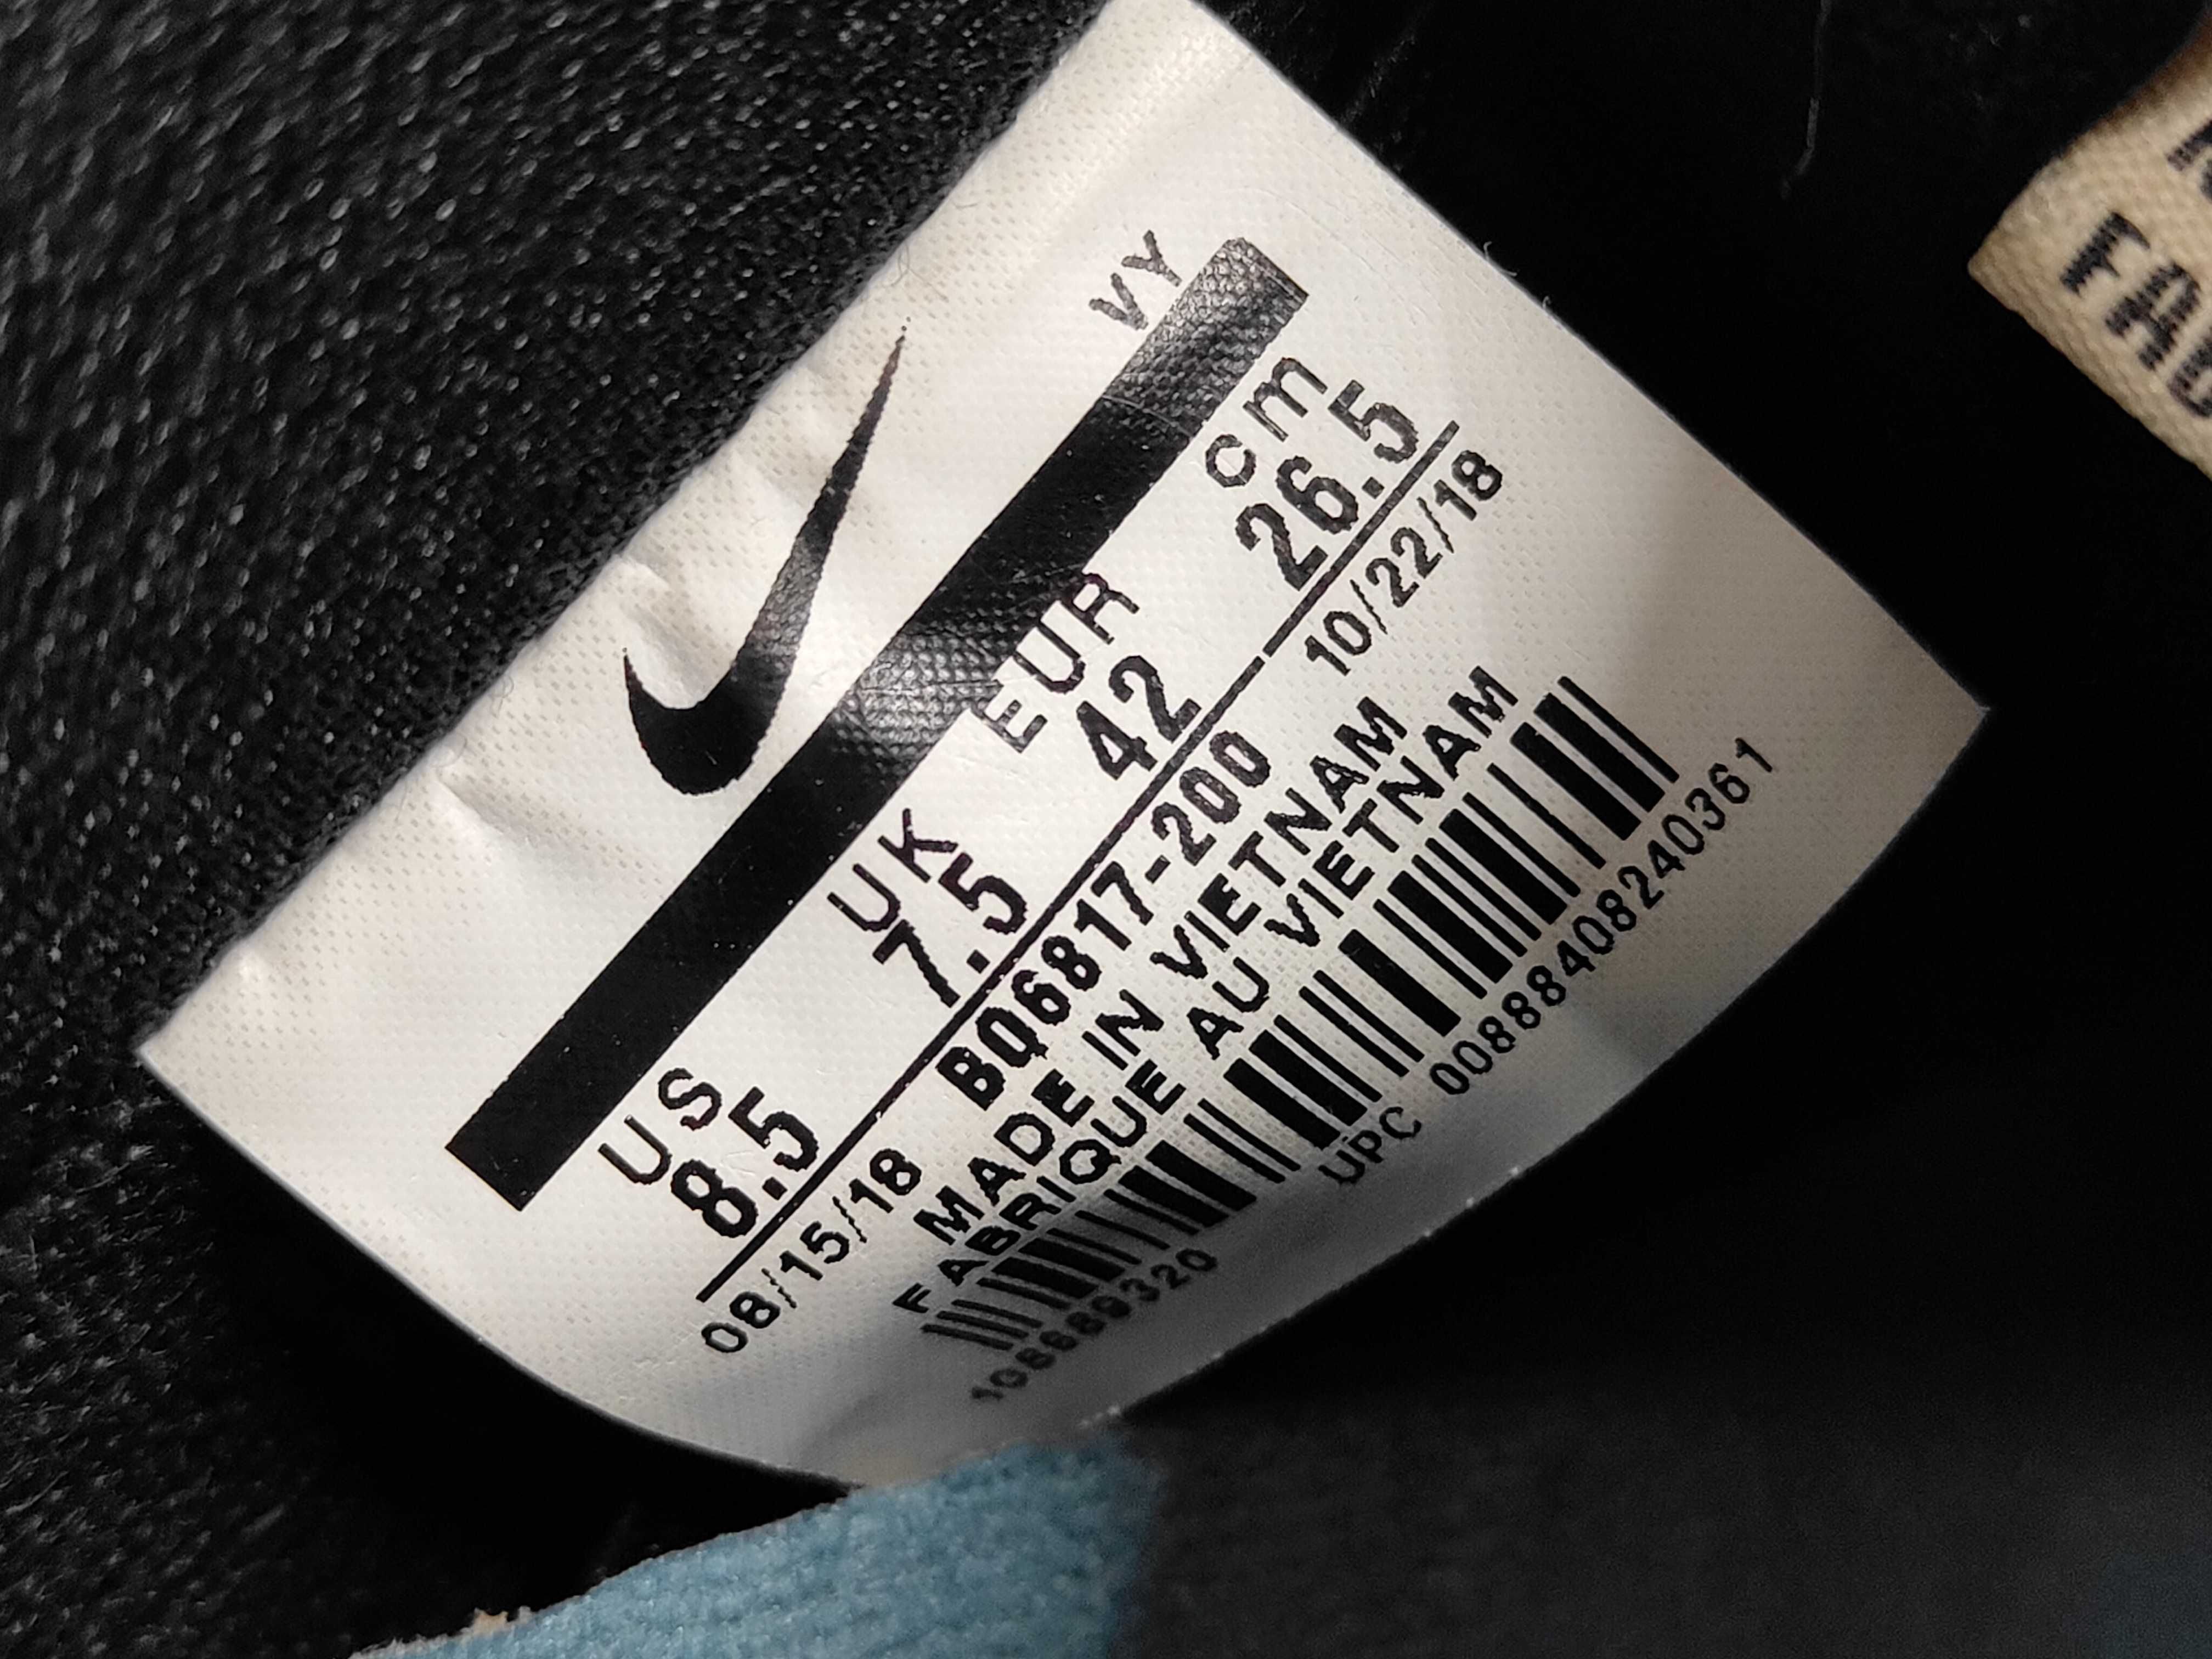 VY
US UK EUR cm
8.5 7.5 42 26.5
08/15/18 BQ6817-200 10/22/18
MADE IN VIETNAM
FABRIQUE AU VIETNAM
UPC 00888408240361